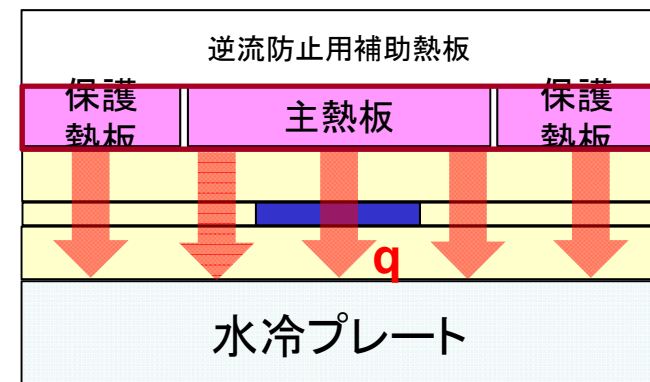 逆流防止用補助熱板
保護
熱板
主熱板
保護
熱板
q
水冷プレート